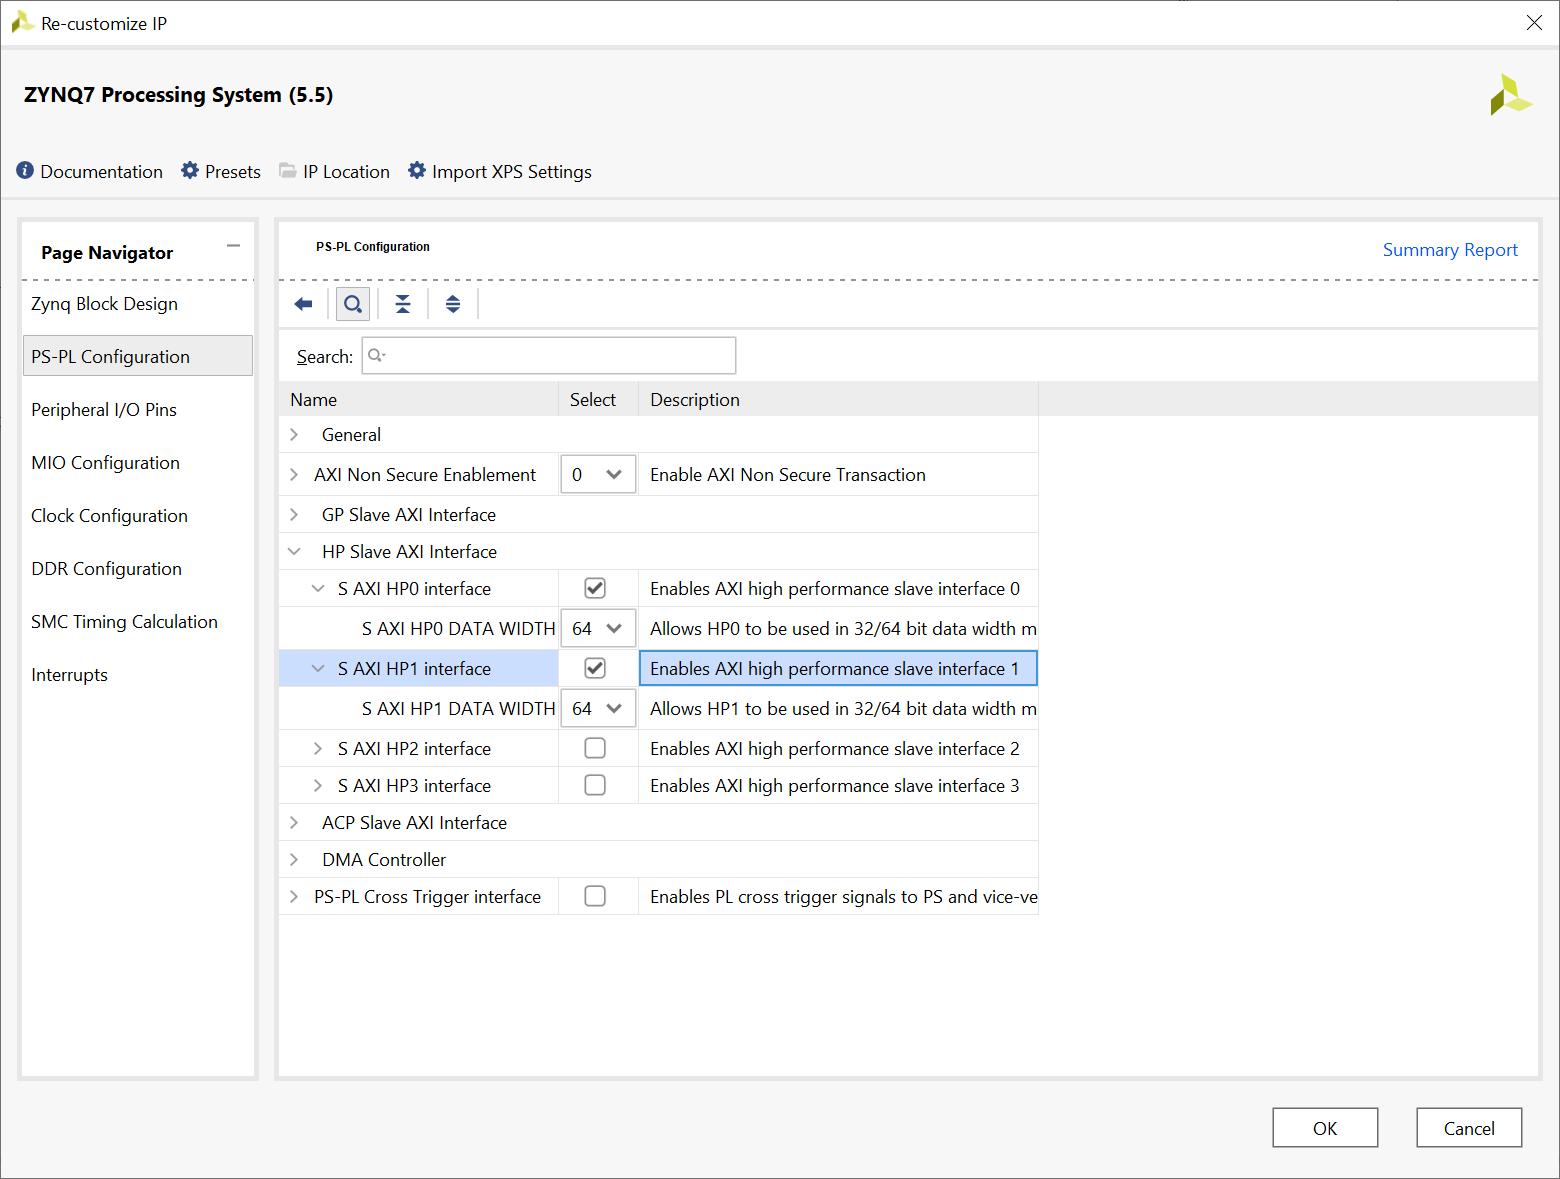 Re-customize IP
ZYNQ7 Processing System (5.5)
Documentation Presets IP Location Import XPS Settings
Page Navigator
Zynq Block Design
PS-PL Configuration
Peripheral I/O Pins
MIO Configuration
Clock Configuration
DDR Configuration
SMC Timing Calculation
Interrupts
PS-PL Configuration
Summary Report
Search:
Name Select Description
General
AXI Non Secure Enablement 0 Enable AXI Non Secure Transaction
GP Slave AXI Interface
HP Slave AXI Interface
S AXI HP0 interface Enables AXI high performance slave interface 0
S AXI HP0 DATA WIDTH 64 Allows HP0 to be used in 32/64 bit data width m
S AXI HP1 interface Enables AXI high performance slave interface 1
S AXI HP1 DATA WIDTH 64 Allows HP1 to be used in 32/64 bit data width m
S AXI HP2 interface Enables AXI high performance slave interface 2
S AXI HP3 interface Enables AXI high performance slave interface 3
ACP Slave AXI Interface
DMA Controller
PS-PL Cross Trigger interface Enables PL cross trigger signals to PS and vice-ve
OK Cancel